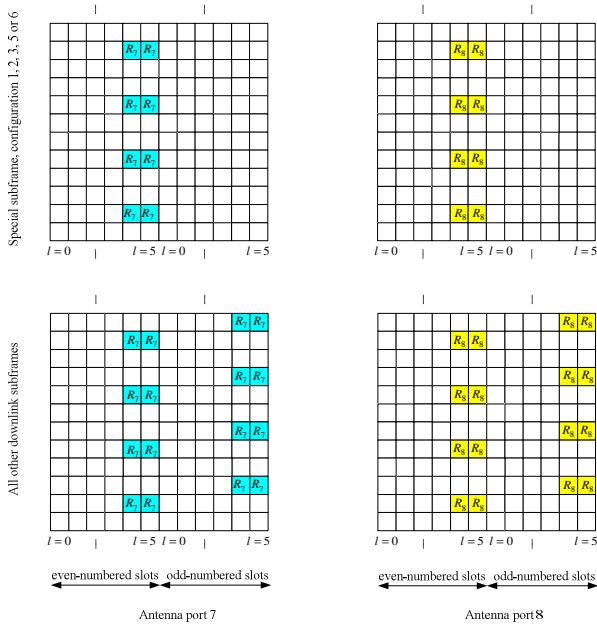 Special subframe, configuration 1, 2, 3, 5 or 6
R7 R7 R8 R8
R7 R7 R8 R8
R7 R7 R8 R8
R7 R7 R8 R8
l = 0 l = 5 l = 0 l = 5 l = 0 l = 5 l = 0 l = 5
All other downlink subframes
R7 R7 R8 R8
R7 R7 R8 R8
R7 R7 R8 R8
R7 R7 R8 R8
R7 R7 R8 R8
R7 R7 R8 R8
R7 R7 R8 R8
R7 R7 R8 R8
l = 0 l = 5 l = 0 l = 5 l = 0 l = 5 l = 0 l = 5
even-numbered slots odd-numbered slots even-numbered slots odd-numbered slots
Antenna port 7 Antenna port 8